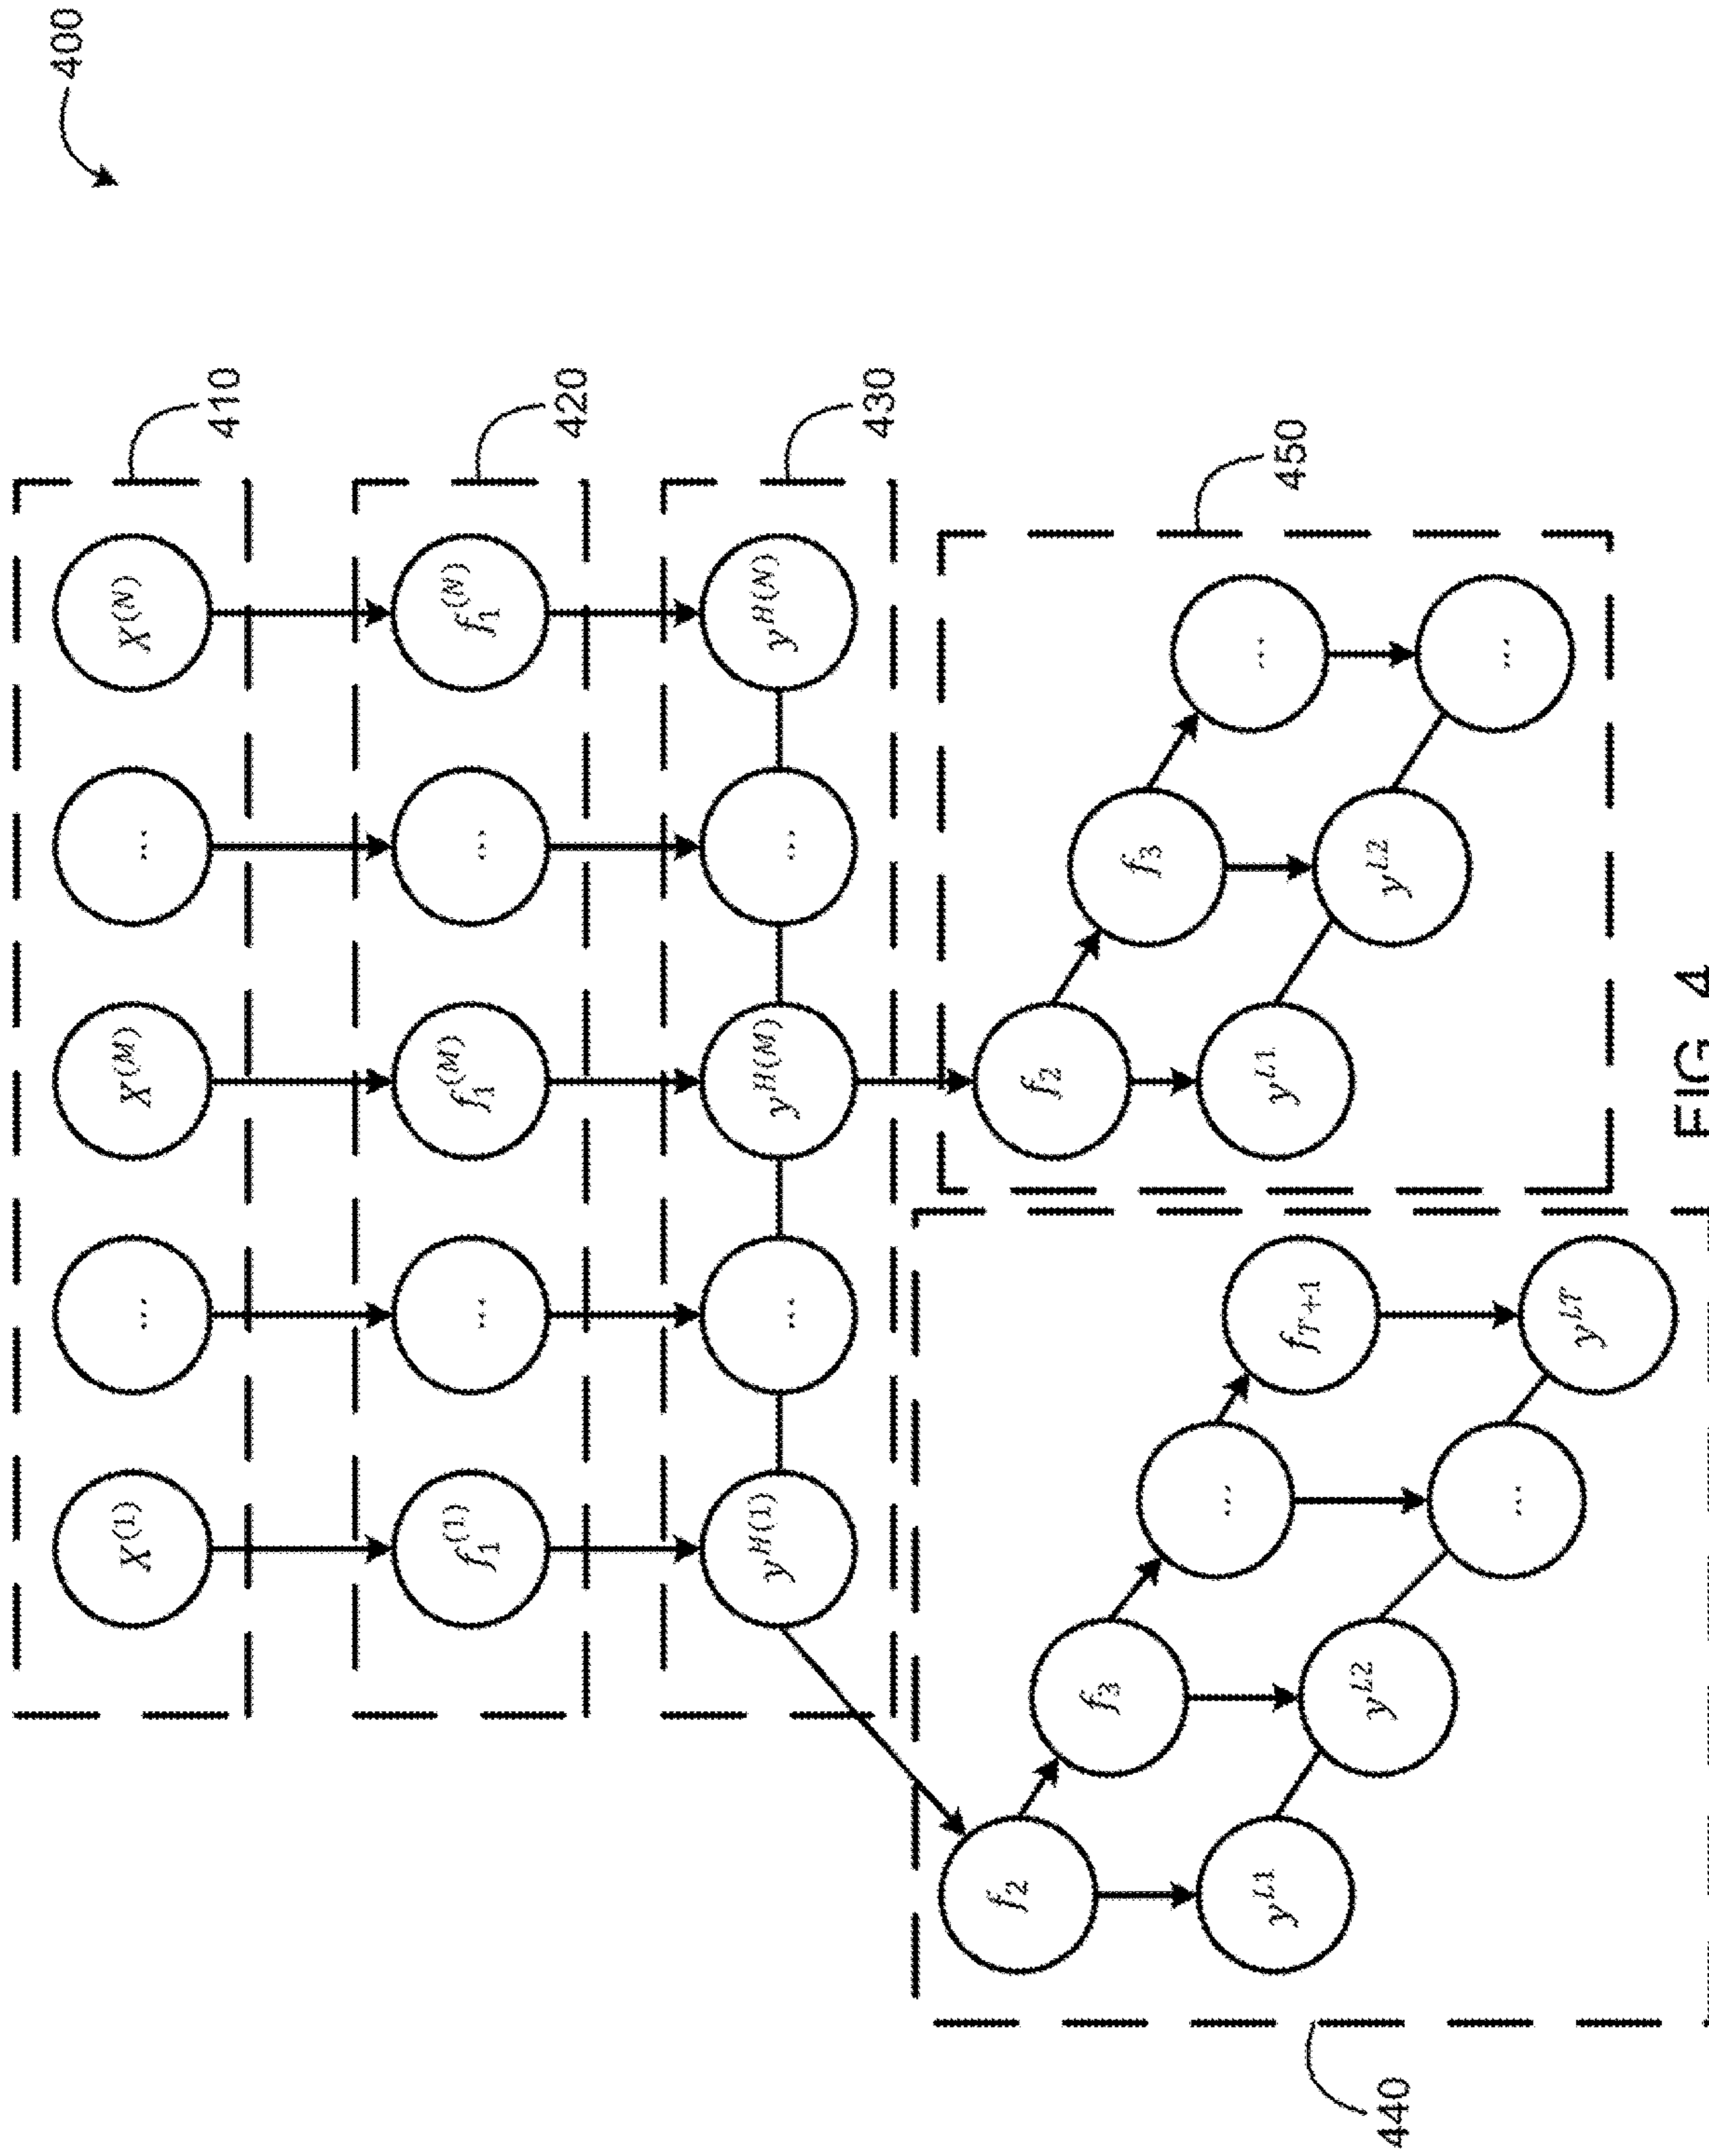 400
X^(1) ... X^(M) ... X^(N)
410
f_1^(1) ... f_1^(M) ... f_1^(N)
420
y^H(1) ... y^H(M) ... y^H(N)
430
f_2
f_3
...
f_T+1
y^L1
y^L2
...
y^LT
440
f_2
f_3
...
y^L1
y^L2
...
450
FIG. 4